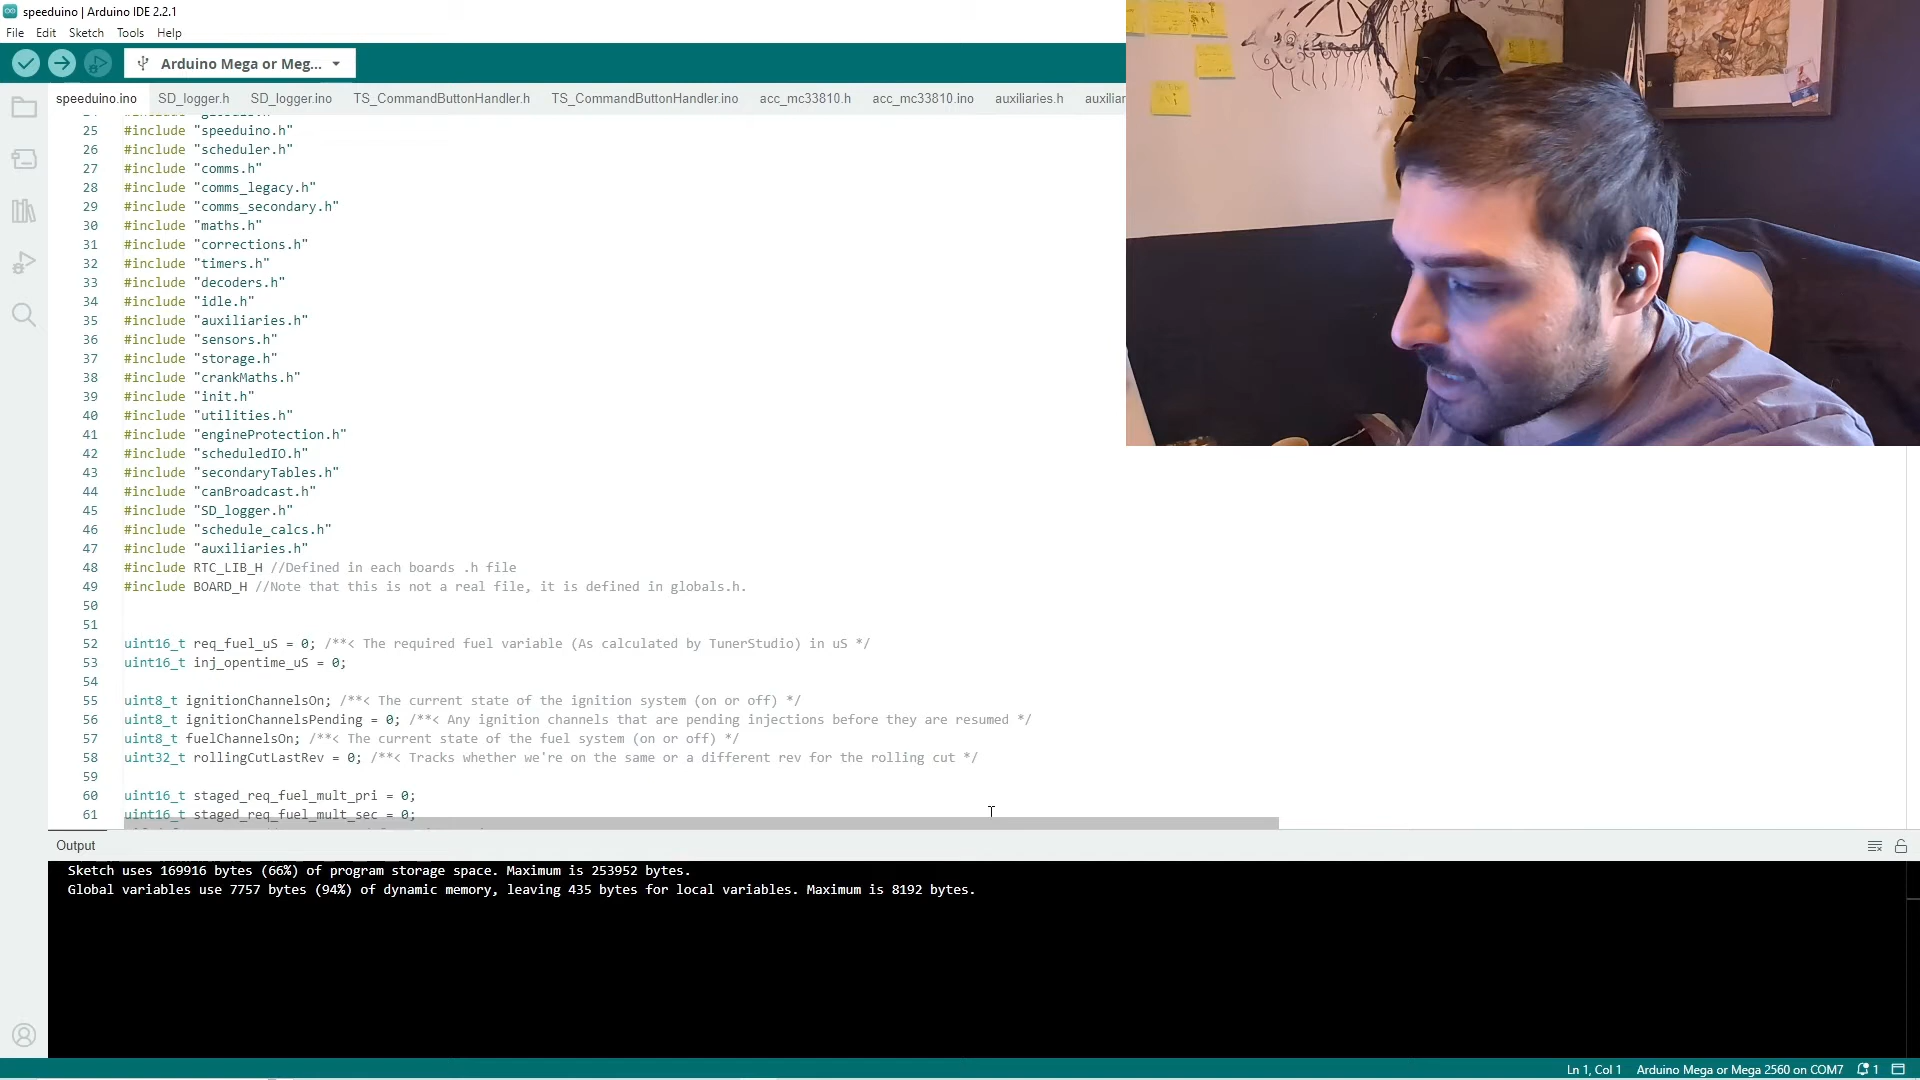 speeduino | Arduino IDE 2.2.1
File Edit Sketch Tools Help
Arduino Mega or Meg...
speeduino.ino SD_logger.h SD_logger.ino TS_CommandButtonHandler.h TS_CommandButtonHandler.ino acc_mc33810.h acc_mc33810.ino auxiliaries.h auxiliar
25 #include "speeduino.h"
26 #include "scheduler.h"
27 #include "comms.h"
28 #include "comms_legacy.h"
29 #include "comms_secondary.h"
30 #include "maths.h"
31 #include "corrections.h"
32 #include "timers.h"
33 #include "decoders.h"
34 #include "idle.h"
35 #include "auxiliaries.h"
36 #include "sensors.h"
37 #include "storage.h"
38 #include "crankMaths.h"
39 #include "init.h"
40 #include "utilities.h"
41 #include "engineProtection.h"
42 #include "scheduledIO.h"
43 #include "secondaryTables.h"
44 #include "canBroadcast.h"
45 #include "SD_logger.h"
46 #include "schedule_calcs.h"
47 #include "auxiliaries.h"
48 #include RTC_LIB_H //Defined in each boards .h file
49 #include BOARD_H //Note that this is not a real file, it is defined in globals.h.
50
51
52 uint16_t req_fuel_uS = 0; /**< The required fuel variable (As calculated by TunerStudio) in uS */
53 uint16_t inj_opentime_uS = 0;
54
55 uint8_t ignitionChannelsOn; /**< The current state of the ignition system (on or off) */
56 uint8_t ignitionChannelsPending = 0; /**< Any ignition channels that are pending injections before they are resumed */
57 uint8_t fuelChannelsOn; /**< The current state of the fuel system (on or off) */
58 uint32_t rollingCutLastRev = 0; /**< Tracks whether we're on the same or a different rev for the rolling cut */
59
60 uint16_t staged_req_fuel_mult_pri = 0;
61 uint16_t staged_req_fuel_mult_sec = 0;
Output
Sketch uses 169916 bytes (66%) of program storage space. Maximum is 253952 bytes.
Global variables use 7757 bytes (94%) of dynamic memory, leaving 435 bytes for local variables. Maximum is 8192 bytes.
Ln 1, Col 1 Arduino Mega or Mega 2560 on COM7 1